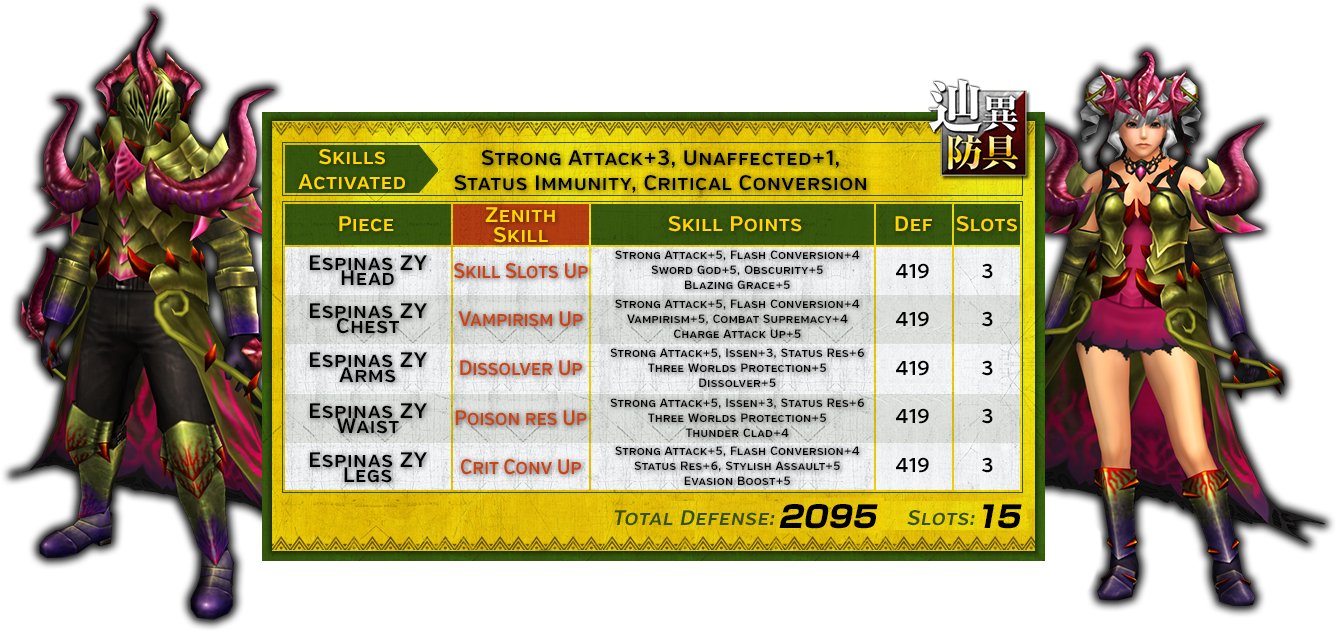 辿異
防具
Skills
Activated
Strong Attack+3, Unaffected+1,
Status Immunity, Critical Conversion
Piece
Zenith
Skill
Skill Points
Def
Slots
Espinas ZY
Head
Skill Slots Up
Strong Attack+5, Flash Conversion+4
Sword God+5, Obscurity+5
Blazing Grace+5
419
3
Espinas ZY
Chest
Vampirism Up
Strong Attack+5, Flash Conversion+4
Vampirism+5, Combat Supremacy+4
Charge Attack Up+5
419
3
Espinas ZY
Arms
Dissolver Up
Strong Attack+5, Issen+3, Status Res+6
Three Worlds Protection+5
Dissolver+5
419
3
Espinas ZY
Waist
Poison res Up
Strong Attack+5, Issen+3, Status Res+6
Three Worlds Protection+5
Thunder Clad+4
419
3
Espinas ZY
Legs
Crit Conv Up
Strong Attack+5, Flash Conversion+4
Status Res+6, Stylish Assault+5
Evasion Boost+5
419
3
Total Defense: 2095 Slots: 15